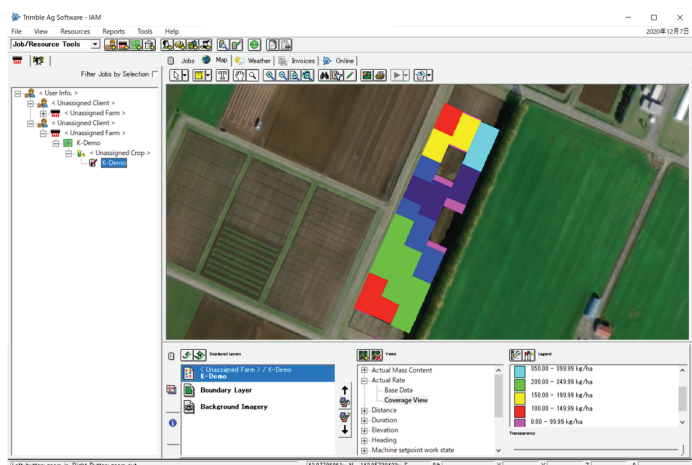 Trimble Ag Software - IAM
File View Resources Reports Tools Help
2020年12月7日
Job/Resource Tools
Jobs Map Weather Invoices Online
Filter Jobs by Selection
< User Info. >
< Unassigned Client >
< Unassigned Farm >
< Unassigned Client >
< Unassigned Farm >
K-Demo
< Unassigned Crop >
K-Demo
Displayed Layers
< Unassigned Farm > / K-Demo
K-Demo
Boundary Layer
Background Imagery
Views
Actual Mass Content
Actual Rate
Base Data
Coverage View
Distance
Duration
Elevation
Heading
Machine setpoint work state
Legend
350.00 - 399.99 kg/ha
200.00 - 349.99 kg/ha
150.00 - 199.99 kg/ha
100.00 - 149.99 kg/ha
0.00 - 99.99 kg/ha
Transparency